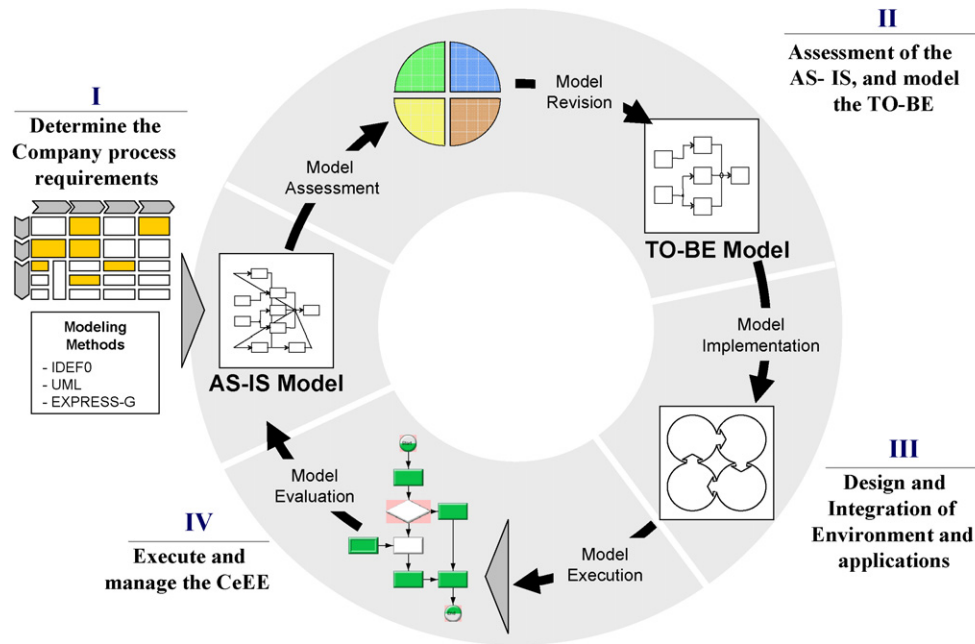 I
Determine the
Company process
requirements
Modeling
Methods
- IDEF0
- UML
- EXPRESS-G
AS-IS Model
Model
Assessment
Model
Revision
II
Assessment of the
AS- IS, and model
the TO-BE
TO-BE Model
Model
Implementation
III
Design and
Integration of
Environment and
applications
Model
Execution
Start
End
Model
Evaluation
IV
Execute and
manage the CeEE